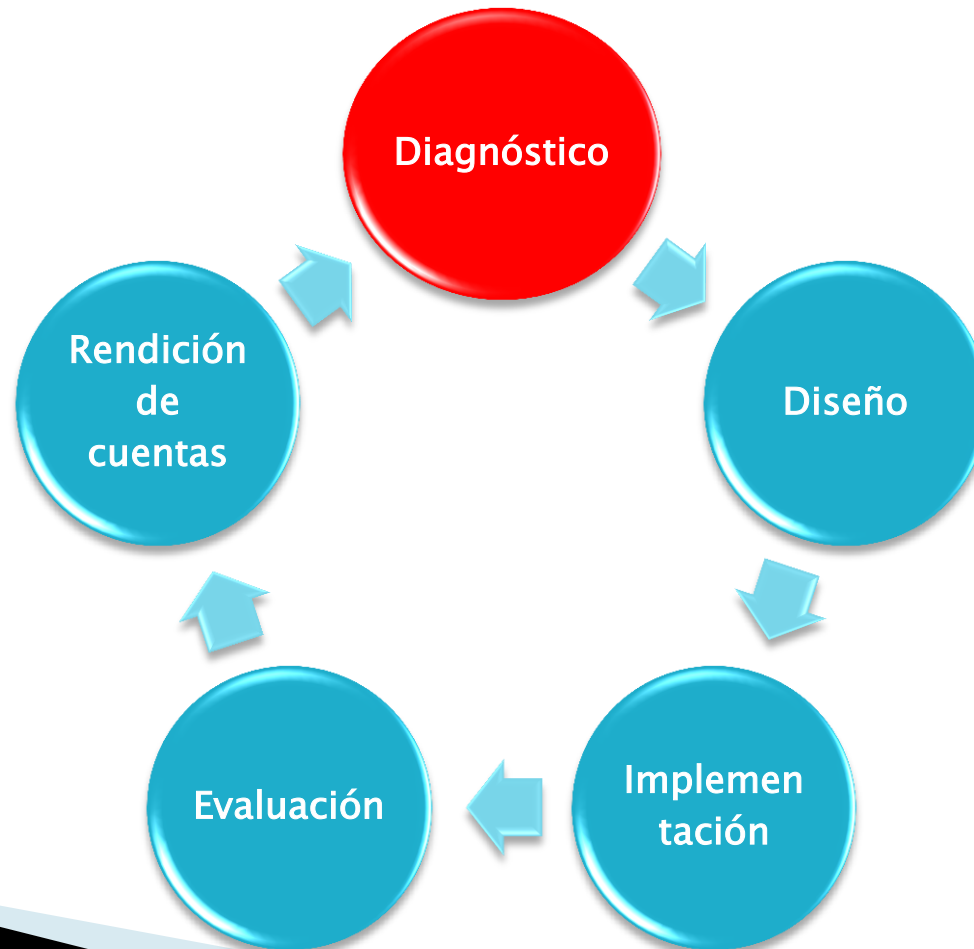 Diagnóstico
Diseño
Implemen
tación
Evaluación
Rendición
de
cuentas